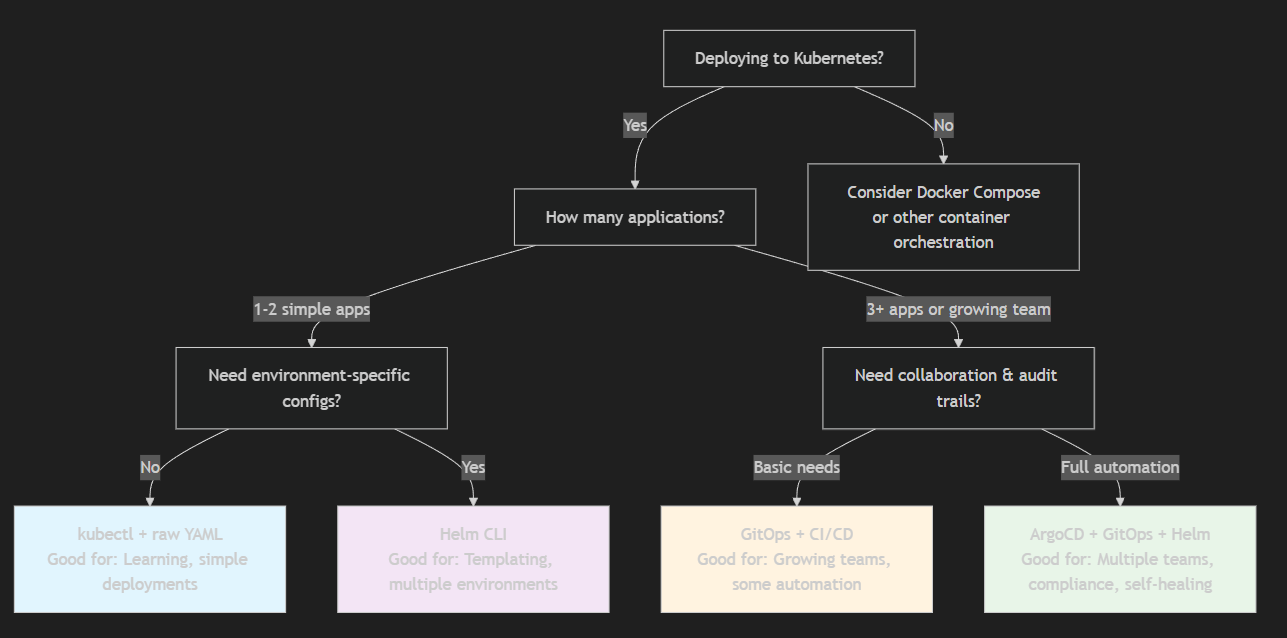 Deploying to Kubernetes?
Yes
No
How many applications?
Consider Docker Compose
or other container
orchestration
1-2 simple apps
3+ apps or growing team
Need environment-specific
configs?
Need collaboration & audit
trails?
No
Yes
Basic needs
Full automation
kubectl + raw YAML
Good for: Learning, simple
deployments
Helm CLI
Good for: Templating,
multiple environments
GitOps + CI/CD
Good for: Growing teams,
some automation
ArgoCD + GitOps + Helm
Good for: Multiple teams,
compliance, self-healing